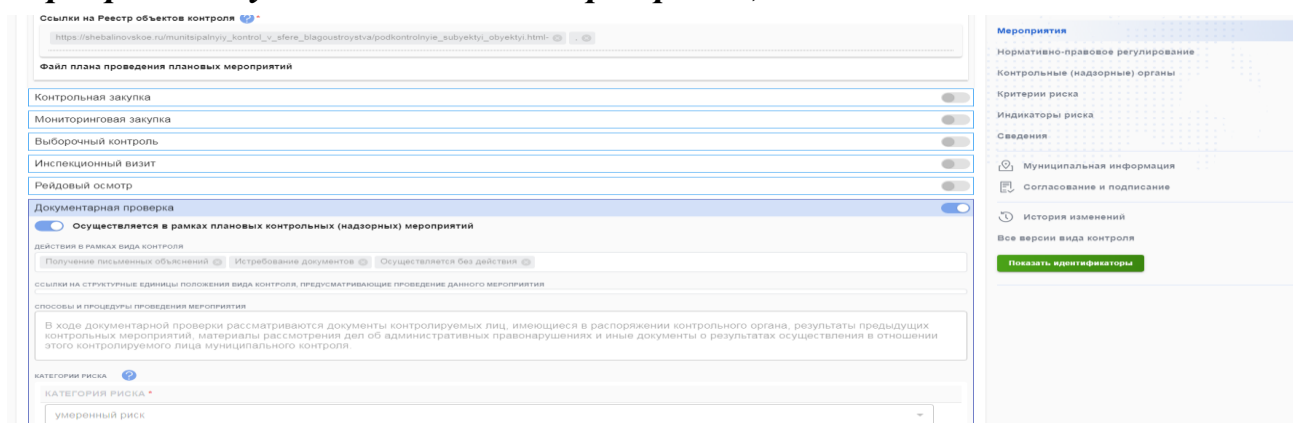 Ссылки на Реестр объектов контроля ? *
https://shebalinovskoe.ru/munitsipalnyiy_kontrol_v_sfere_blagoustroystva/podkontrolnyie_subyektyi_obyektyi.html- .
Файл плана проведения плановых мероприятий
Контрольная закупка
Мониторинговая закупка
Выборочный контроль
Инспекционный визит
Рейдовый осмотр
Документарная проверка
Осуществляется в рамках плановых контрольных (надзорных) мероприятий
ДЕЙСТВИЯ В РАМКАХ ВИДА КОНТРОЛЯ
Получение письменных объяснений Истребование документов Осуществляется без действия
ССЫЛКИ НА СТРУКТУРНЫЕ ЕДИНИЦЫ ПОЛОЖЕНИЯ ВИДА КОНТРОЛЯ, ПРЕДУСМАТРИВАЮЩИЕ ПРОВЕДЕНИЕ ДАННОГО МЕРОПРИЯТИЯ
СПОСОБЫ И ПРОЦЕДУРЫ ПРОВЕДЕНИЯ МЕРОПРИЯТИЯ
В ходе документарной проверки рассматриваются документы контролируемых лиц, имеющиеся в распоряжении контрольного органа, результаты предыдущих
контрольных мероприятий, материалы рассмотрения дел об административных правонарушениях и иные документы о результатах осуществления в отношении
этого контролируемого лица муниципального контроля.
КАТЕГОРИИ РИСКА ?
КАТЕГОРИЯ РИСКА *
умеренный риск
Мероприятия
Нормативно-правовое регулирование
Контрольные (надзорные) органы
Критерии риска
Индикаторы риска
Сведения
Муниципальная информация
Согласование и подписание
История изменений
Все версии вида контроля
Показать идентификаторы